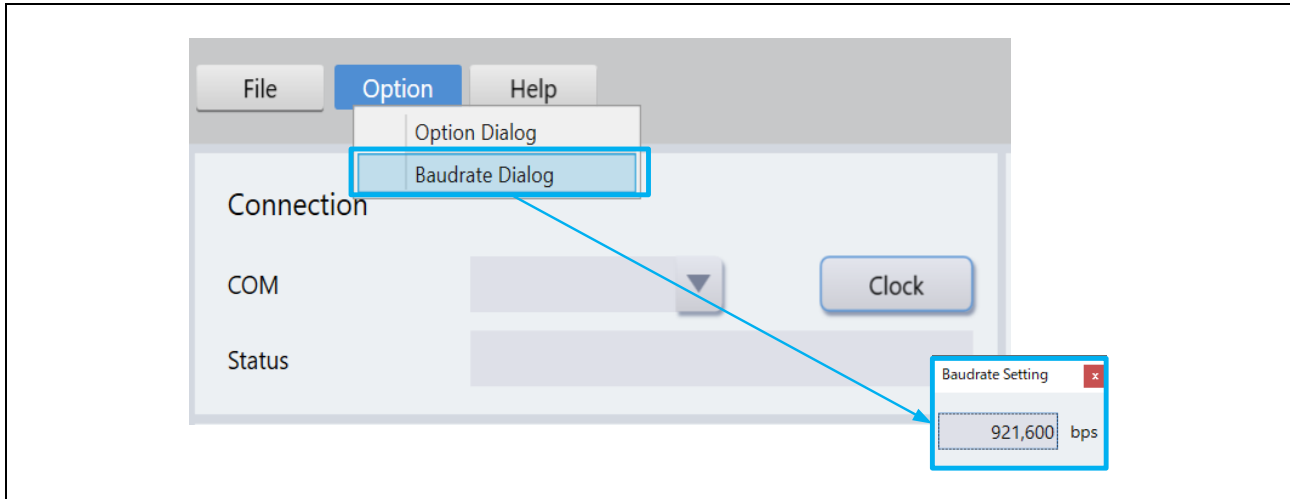 File Option Help
Option Dialog
Baudrate Dialog
Connection
COM Clock
Status
Baudrate Setting x
921,600 bps